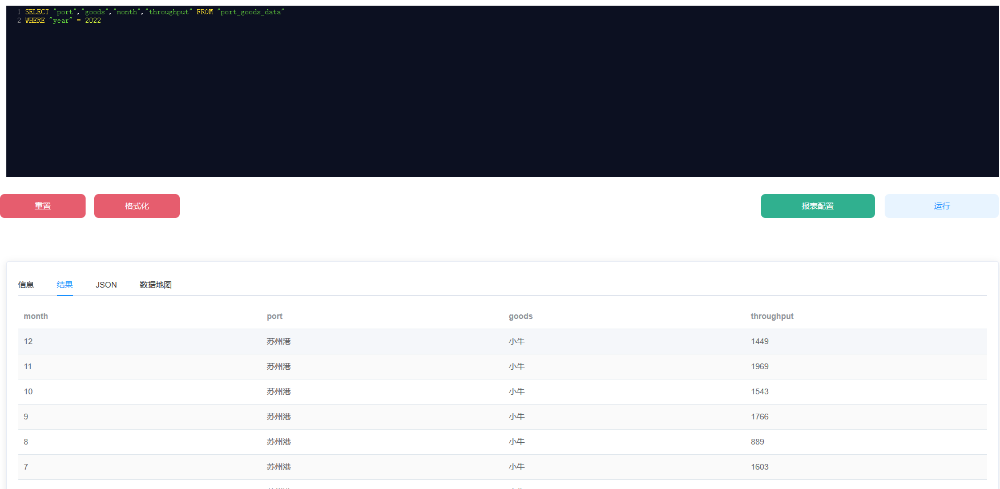 1 SELECT "port","goods","month","throughput" FROM "port_goods_data"
2 WHERE "year" = 2022
重置 格式化 报表配置 运行
信息 结果 JSON 数据地图
month port goods throughput
12 苏州港 小牛 1449
11 苏州港 小牛 1969
10 苏州港 小牛 1543
9 苏州港 小牛 1766
8 苏州港 小牛 889
7 苏州港 小牛 1603